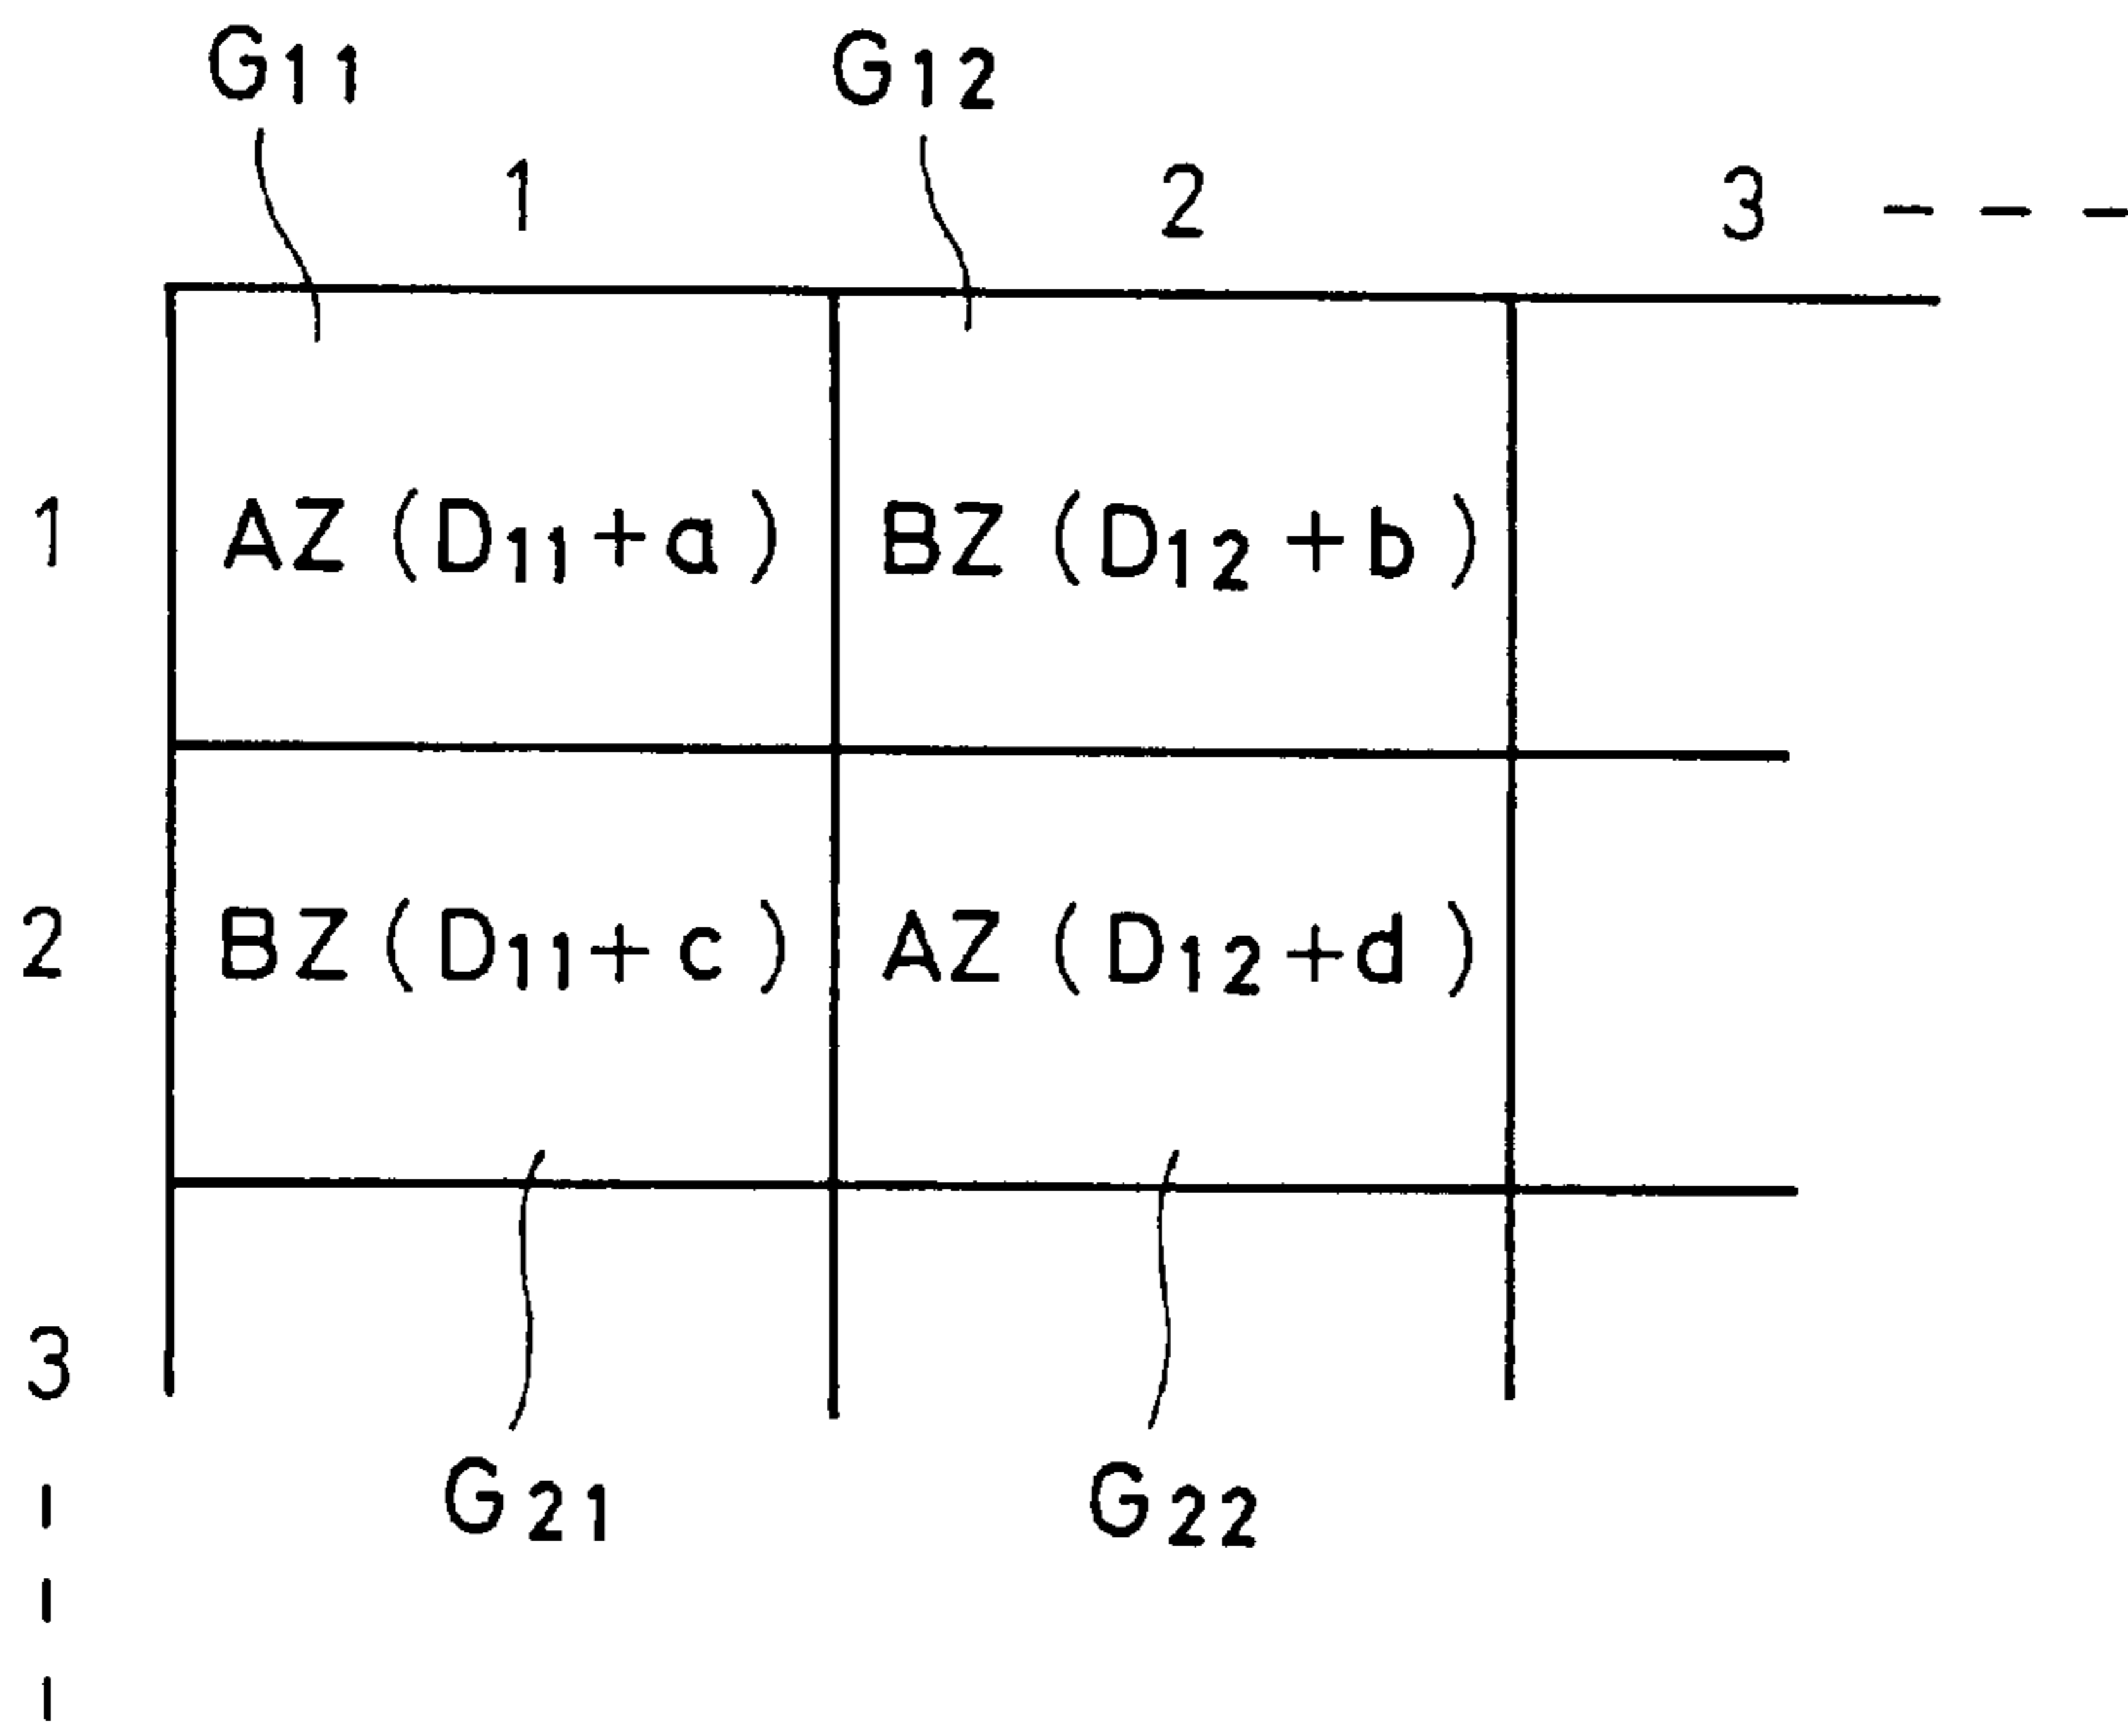 G11 G12
1 2 3 ---
1 AZ (D11+a) BZ (D12+b)
2 BZ (D11+c) AZ (D12+d)
3
G21 G22